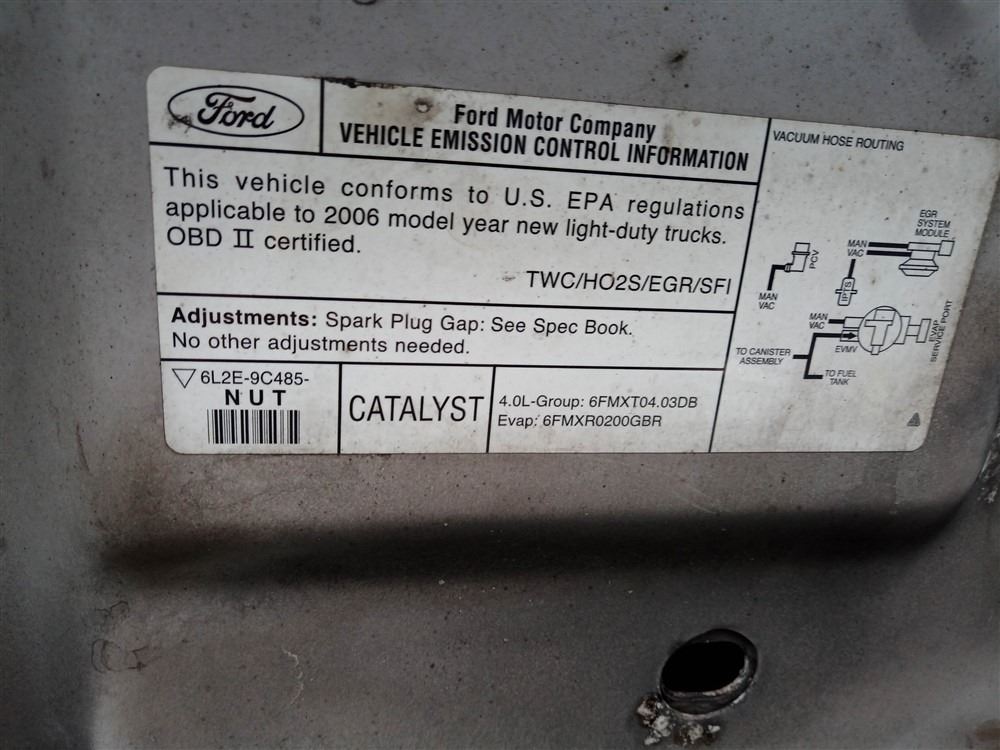 Ford
Ford Motor Company
VEHICLE EMISSION CONTROL INFORMATION
This vehicle conforms to U.S. EPA regulations
applicable to 2006 model year new light-duty trucks.
OBD II certified.
TWC/HO2S/EGR/SFI
Adjustments: Spark Plug Gap: See Spec Book.
No other adjustments needed.
6L2E-9C485-
NUT
CATALYST
4.0L-Group: 6FMXT04.03DB
Evap: 6FMXR0200GBR
VACUUM HOSE ROUTING
EGR
SYSTEM
MODULE
MAN
VAC
PCV
MAN
VAC
MAN
VAC
EVMV
EVAP
SERVICE PORT
TO CANISTER
ASSEMBLY
TO FUEL
TANK